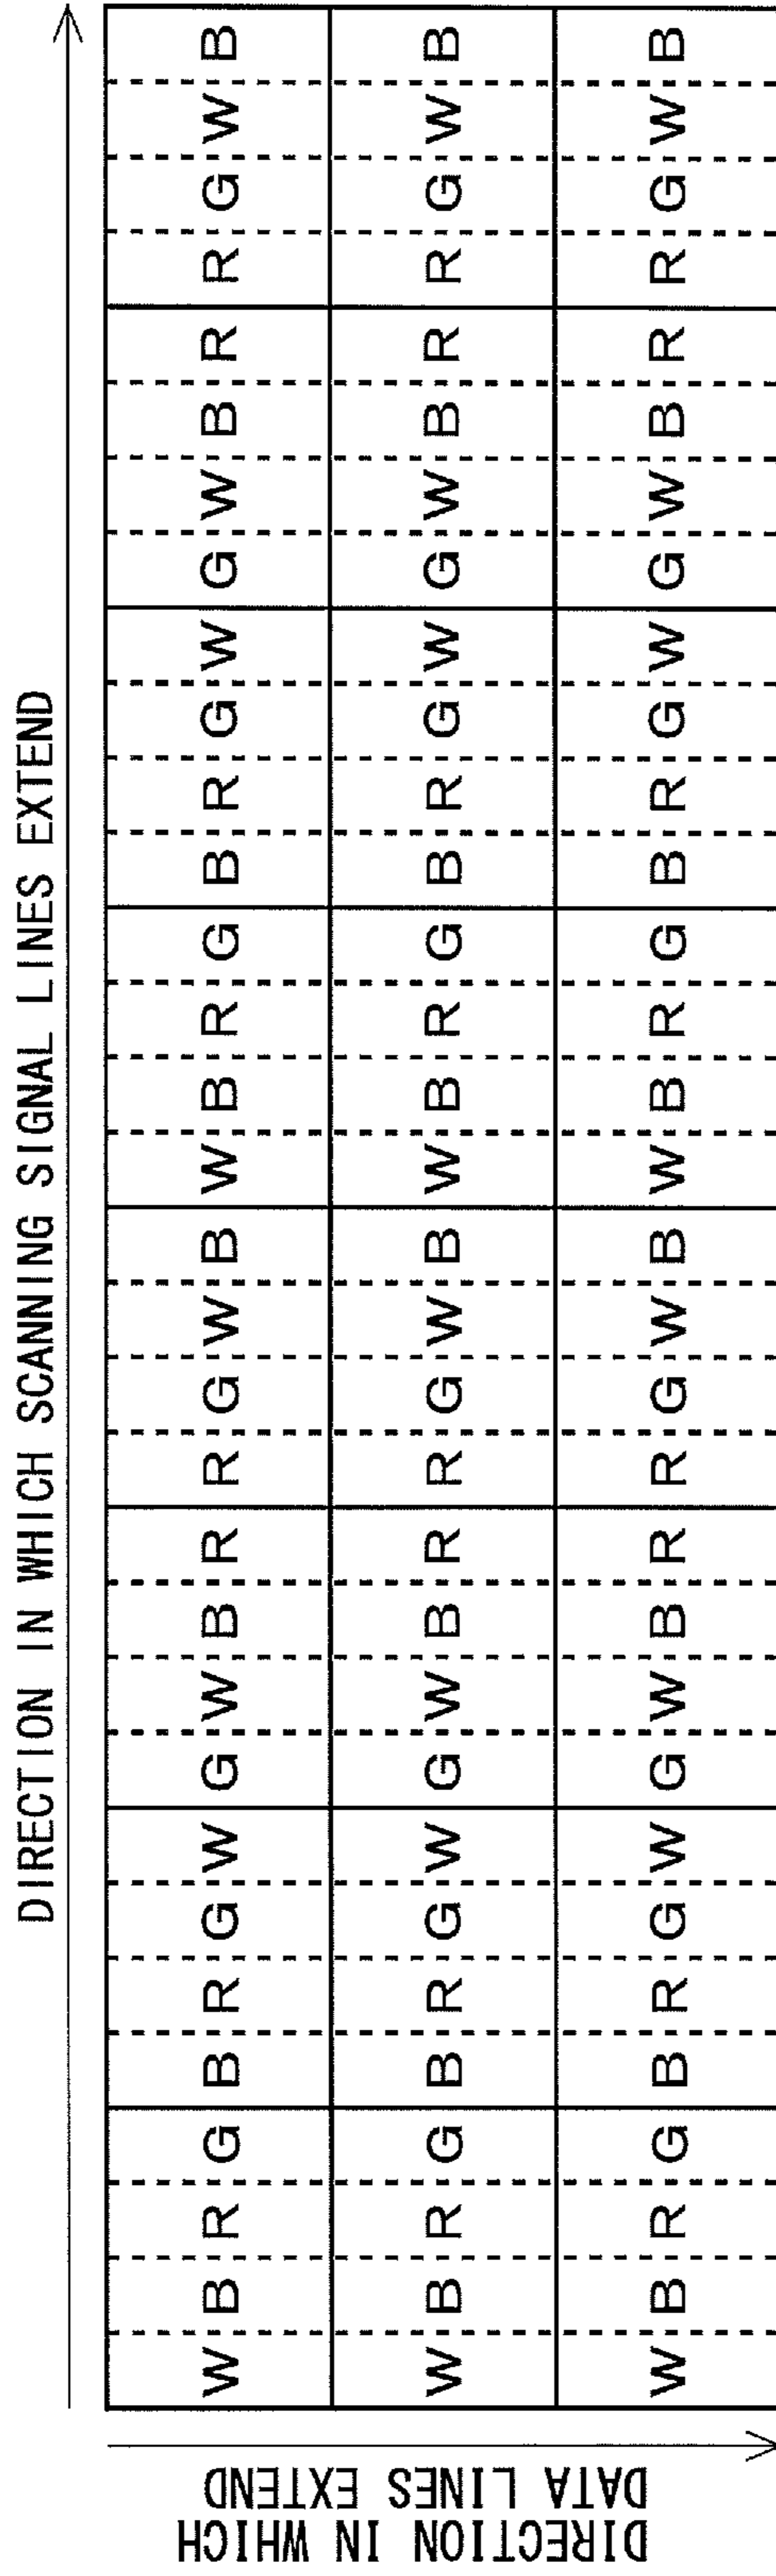 DIRECTION IN WHICH SCANNING SIGNAL LINES EXTEND
DIRECTION IN WHICH
DATA LINES EXTEND
W B R G B R G W G W B R R G W B W B R G B R G W G W B R R G W B
W B R G B R G W G W B R R G W B W B R G B R G W G W B R R G W B
W B R G B R G W G W B R R G W B W B R G B R G W G W B R R G W B